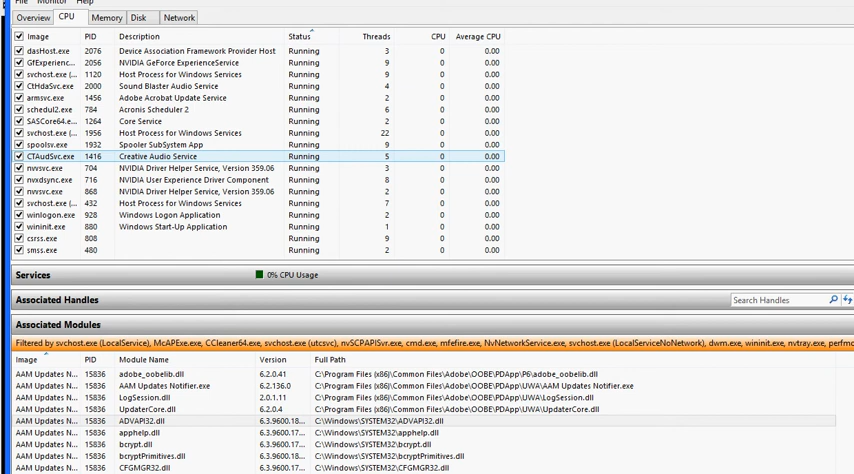 File Monitor Help
Overview CPU Memory Disk Network
Image PID Description Status Threads CPU Average CPU
dasHost.exe 2076 Device Association Framework Provider Host Running 3 0 0.00
GfExperienc... 2056 NVIDIA GeForce ExperienceService Running 9 0 0.00
svchost.exe (... 1120 Host Process for Windows Services Running 9 0 0.00
CtHdaSvc.exe 2000 Sound Blaster Audio Service Running 4 0 0.00
armsvc.exe 1456 Adobe Acrobat Update Service Running 2 0 0.00
schedul2.exe 784 Acronis Scheduler 2 Running 6 0 0.00
SASCore64.e... 1264 Core Service Running 2 0 0.00
svchost.exe (... 1956 Host Process for Windows Services Running 22 0 0.00
spoolsv.exe 1932 Spooler SubSystem App Running 9 0 0.00
CTAudSvc.exe 1416 Creative Audio Service Running 5 0 0.00
nvvsvc.exe 704 NVIDIA Driver Helper Service, Version 359.06 Running 3 0 0.00
nvxdsync.exe 716 NVIDIA User Experience Driver Component Running 8 0 0.00
nvvsvc.exe 868 NVIDIA Driver Helper Service, Version 359.06 Running 2 0 0.00
svchost.exe (... 432 Host Process for Windows Services Running 7 0 0.00
winlogon.exe 928 Windows Logon Application Running 2 0 0.00
wininit.exe 880 Windows Start-Up Application Running 1 0 0.00
csrss.exe 808 Running 9 0 0.00
smss.exe 480 Running 2 0 0.00
Services 0% CPU Usage
Associated Handles Search Handles
Associated Modules
Filtered by svchost.exe (LocalService), McAPExe.exe, CCleaner64.exe, svchost.exe (utcsvc), nvSCPAPISvr.exe, cmd.exe, mfefire.exe, NvNetworkService.exe, svchost.exe (LocalServiceNoNetwork), dwm.exe, wininit.exe, nvtray.exe, perfmo
Image PID Module Name Version Full Path
AAM Updates N... 15836 adobe_oobelib.dll 6.2.0.41 C:\Program Files (x86)\Common Files\Adobe\OOBE\PDApp\P6\adobe_oobelib.dll
AAM Updates N... 15836 AAM Updates Notifier.exe 6.2.136.0 C:\Program Files (x86)\Common Files\Adobe\OOBE\PDApp\UWA\AAM Updates Notifier.exe
AAM Updates N... 15836 LogSession.dll 2.0.1.11 C:\Program Files (x86)\Common Files\Adobe\OOBE\PDApp\UWA\LogSession.dll
AAM Updates N... 15836 UpdaterCore.dll 6.2.0.4 C:\Program Files (x86)\Common Files\Adobe\OOBE\PDApp\UWA\UpdaterCore.dll
AAM Updates N... 15836 ADVAPI32.dll 6.3.9600.18... C:\Windows\SYSTEM32\ADVAPI32.dll
AAM Updates N... 15836 apphelp.dll 6.3.9600.17... C:\Windows\SYSTEM32\apphelp.dll
AAM Updates N... 15836 bcrypt.dll 6.3.9600.18... C:\Windows\SYSTEM32\bcrypt.dll
AAM Updates N... 15836 bcryptPrimitives.dll 6.3.9600.18... C:\Windows\SYSTEM32\bcryptPrimitives.dll
AAM Updates N... 15836 CFGMGR32.dll 6.3.9600.17... C:\Windows\SYSTEM32\CFGMGR32.dll